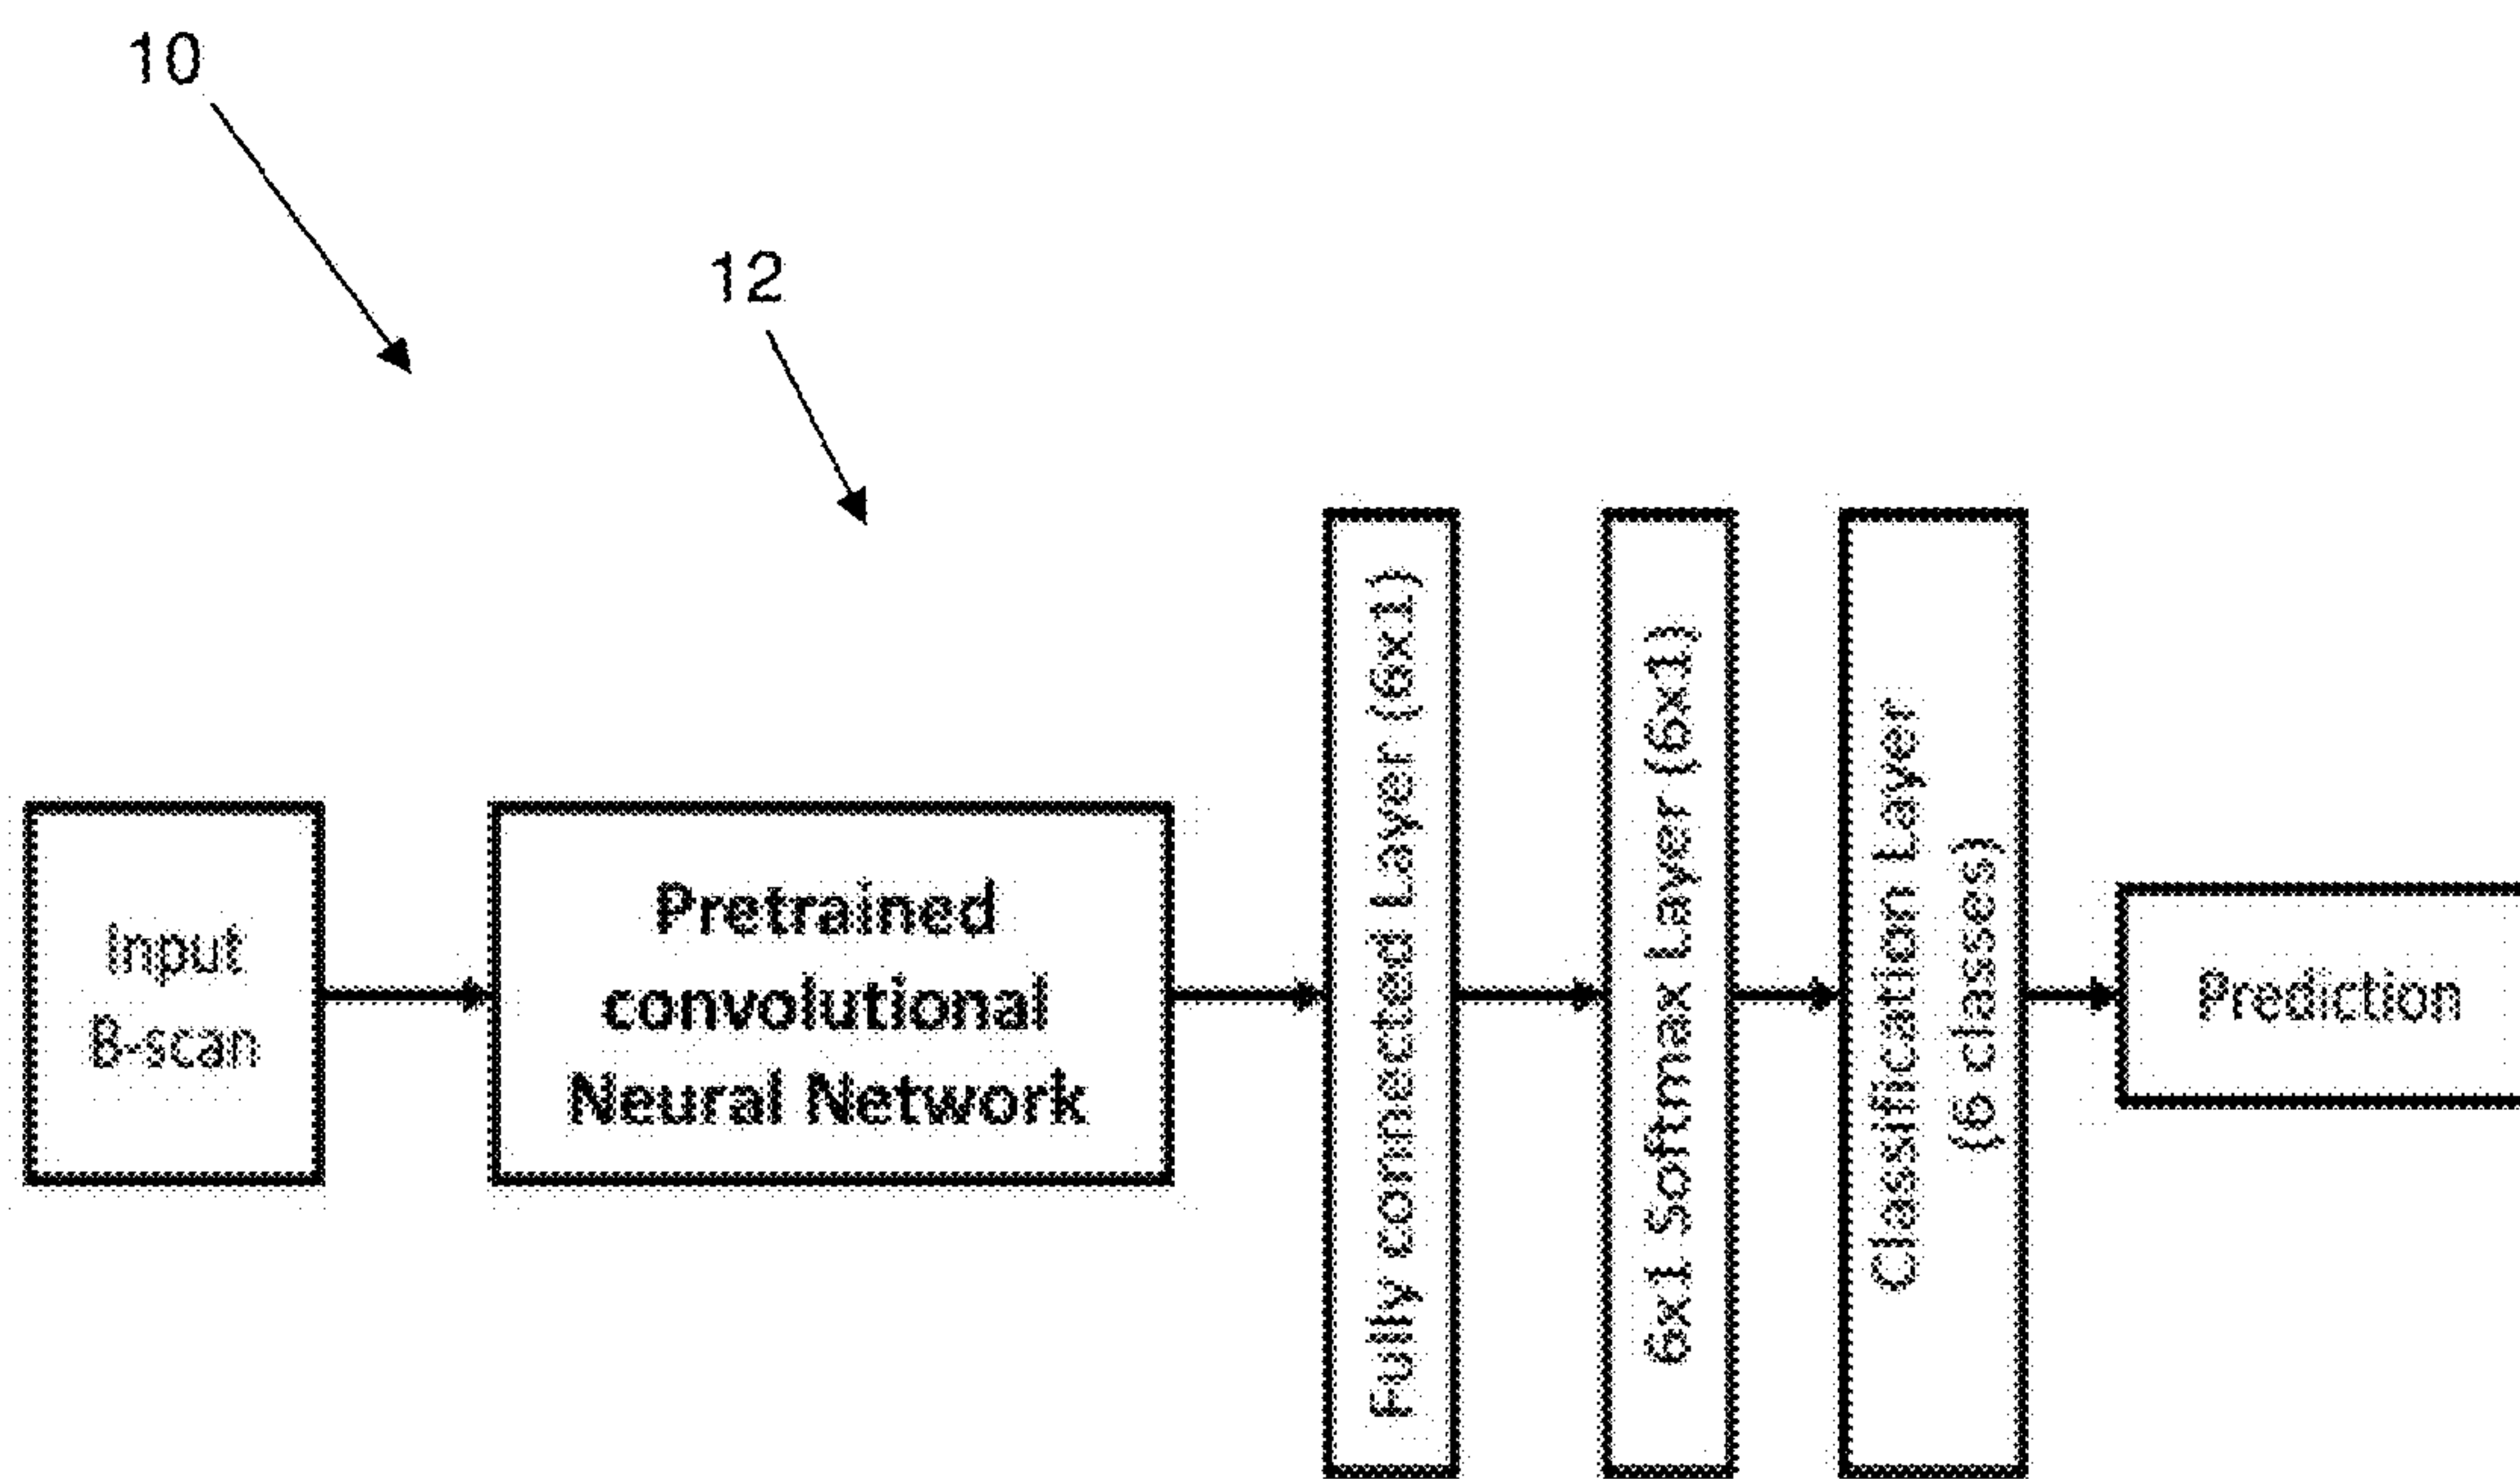 10
12
Input
B-scan
Pretrained
convolutional
Neural Network
Fully connected Layer (6x1)
6x1 Softmax Layer (6x1)
Classification Layer
(6 classes)
Prediction